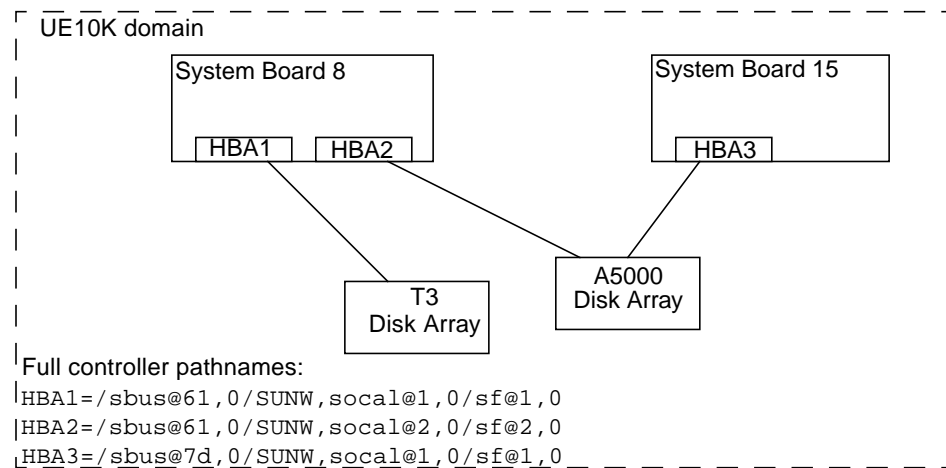 UE10K domain
System Board 8
System Board 15
HBA1
HBA2
HBA3
A5000
Disk Array
T3
Disk Array
Full controller pathnames:
HBA1=/sbus@61,0/SUNW,socal@1,0/sf@1,0
HBA2=/sbus@61,0/SUNW,socal@2,0/sf@2,0
HBA3=/sbus@7d,0/SUNW,socal@1,0/sf@1,0